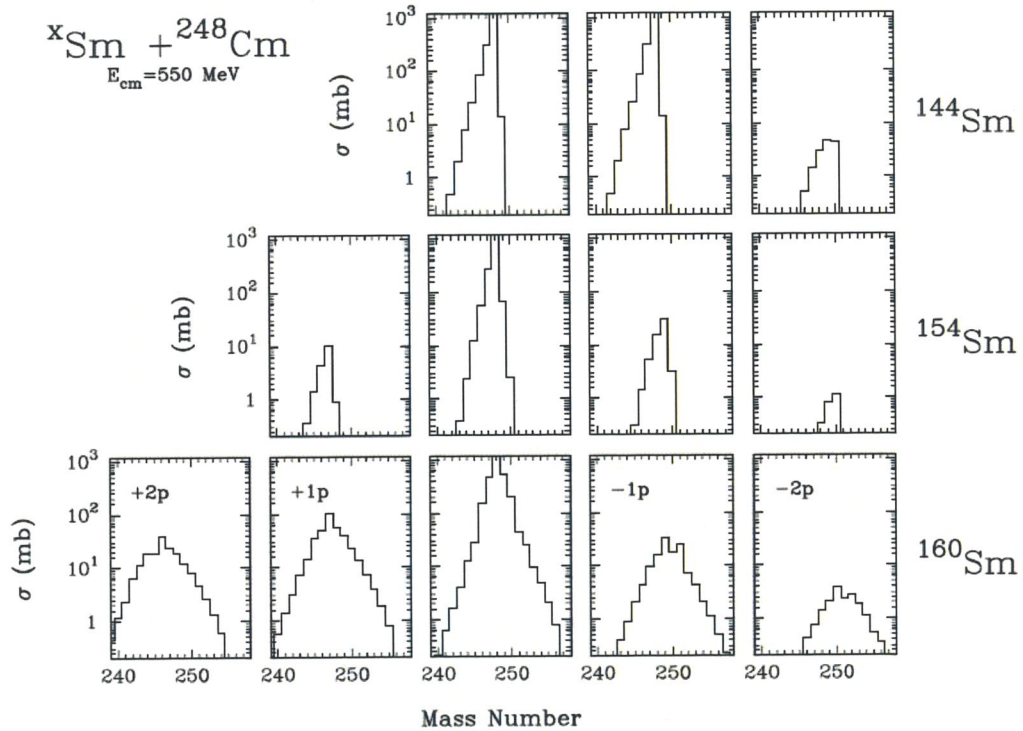 ˣSm + ²⁴⁸Cm
E_cm=550 MeV
σ (mb)
10³
10²
10¹
1
¹⁴⁴Sm
σ (mb)
10³
10²
10¹
1
¹⁵⁴Sm
σ (mb)
10³
10²
10¹
1
+2p
+1p
−1p
−2p
¹⁶⁰Sm
240 250 240 250 240 250 240 250 240 250
Mass Number